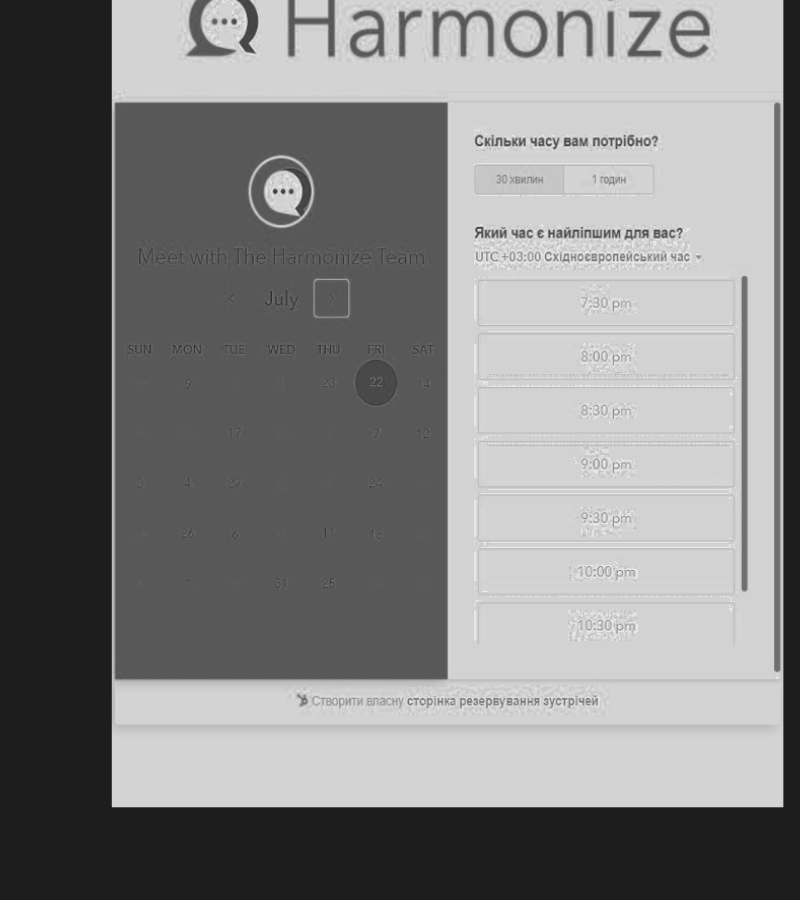 Harmonize
Meet with The Harmonize Team
July
SUN MON TUE WED THU FRI SAT
9 23 22 14
17 7 12
3 4 27 24
26 6 11 13
31 25
Скільки часу вам потрібно?
30 хвилин 1 годин
Який час є найліпшим для вас?
UTC +03:00 Східноєвропейський час
7:30 pm
8:00 pm
8:30 pm
9:00 pm
9:30 pm
10:00 pm
10:30 pm
Створити власну сторінка резервування зустрічей